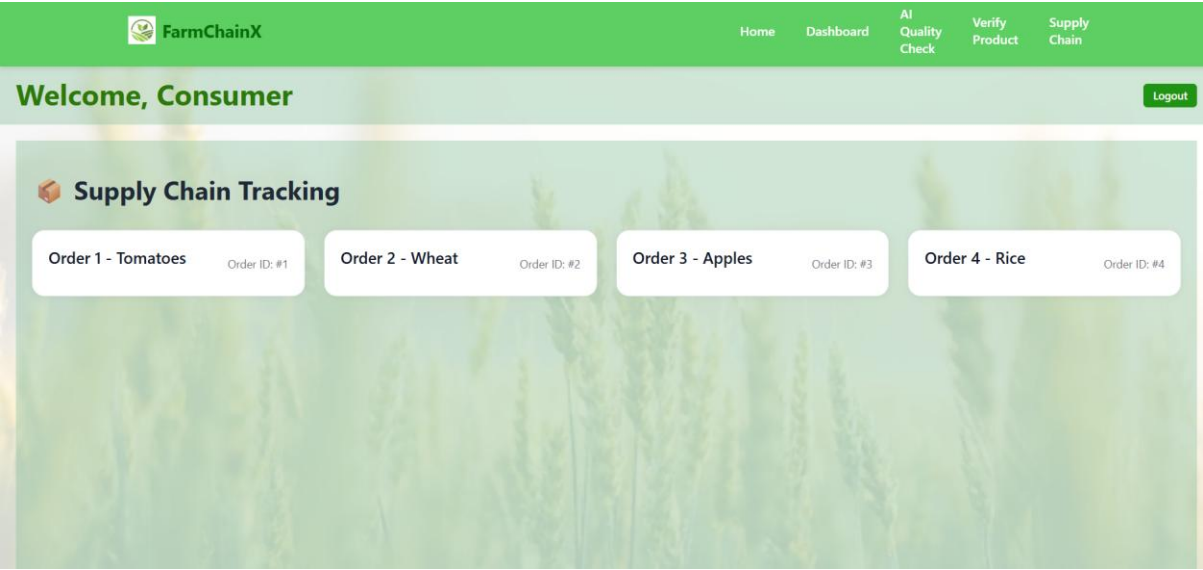 FarmChainX
Home
Dashboard
AI
Quality
Check
Verify
Product
Supply
Chain
Welcome, Consumer
Logout
Supply Chain Tracking
Order 1 - Tomatoes
Order ID: #1
Order 2 - Wheat
Order ID: #2
Order 3 - Apples
Order ID: #3
Order 4 - Rice
Order ID: #4